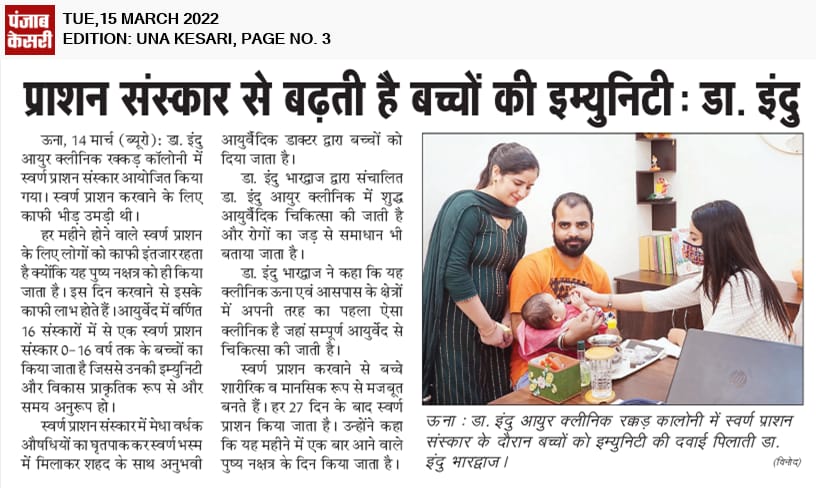 पंजाब केसरी
TUE,15 MARCH 2022
EDITION: UNA KESARI, PAGE NO. 3
प्राशन संस्कार से बढ़ती है बच्चों की इम्युनिटी : डा. इंदु
ऊना, 14 मार्च (ब्यूरो): डा. इंदु
आयुर क्लीनिक रक्कड़ कॉलोनी में
स्वर्ण प्राशन संस्कार आयोजित किया
गया। स्वर्ण प्राशन करवाने के लिए
काफी भीड़ उमड़ी थी।
हर महीने होने वाले स्वर्ण प्राशन
के लिए लोगों को काफी इंतजार रहता
है क्योंकि यह पुष्य नक्षत्र को ही किया
जाता है। इस दिन करवाने से इसके
काफी लाभ होते हैं ।आयुर्वेद में वर्णित
16 संस्कारों में से एक स्वर्ण प्राशन
संस्कार 0- 16 वर्ष तक के बच्चों का
किया जाता है जिससे उनकी इम्युनिटी
और विकास प्राकृतिक रूप से और
समय अनुरूप हो।
स्वर्ण प्राशन संस्कार में मेधा वर्धक
औषधियों का घृतपाक कर स्वर्ण भस्म
में मिलाकर शहद के साथ अनुभवी
आयुर्वैदिक डाक्टर द्वारा बच्चों को
दिया जाता है।
डा. इंदु भारद्वाज द्वारा संचालित
डा. इंदु आयुर क्लीनिक में शुद्ध
आयुर्वैदिक चिकित्सा की जाती है
और रोगों का जड़ से समाधान भी
बताया जाता है।
डा. इंदु भारद्वाज ने कहा कि यह
क्लीनिक ऊना एवं आसपास के क्षेत्रों
में अपनी तरह का पहला ऐसा
क्लीनिक है जहां सम्पूर्ण आयुर्वेद से
चिकित्सा की जाती है।
स्वर्ण प्राशन करवाने से बच्चे
शारीरिक व मानसिक रूप से मजबूत
बनते हैं। हर 27 दिन के बाद स्वर्ण
प्राशन किया जाता है। उन्होंने कहा
कि यह महीने में एक बार आने वाले
पुष्य नक्षत्र के दिन किया जाता है।
ऊना : डा. इंदु आयुर क्लीनिक रक्कड़ कालोनी में स्वर्ण प्राशन
संस्कार के दौरान बच्चों को इम्युनिटी की दवाई पिलाती डा.
इंदु भारद्वाज।
(विनोद)